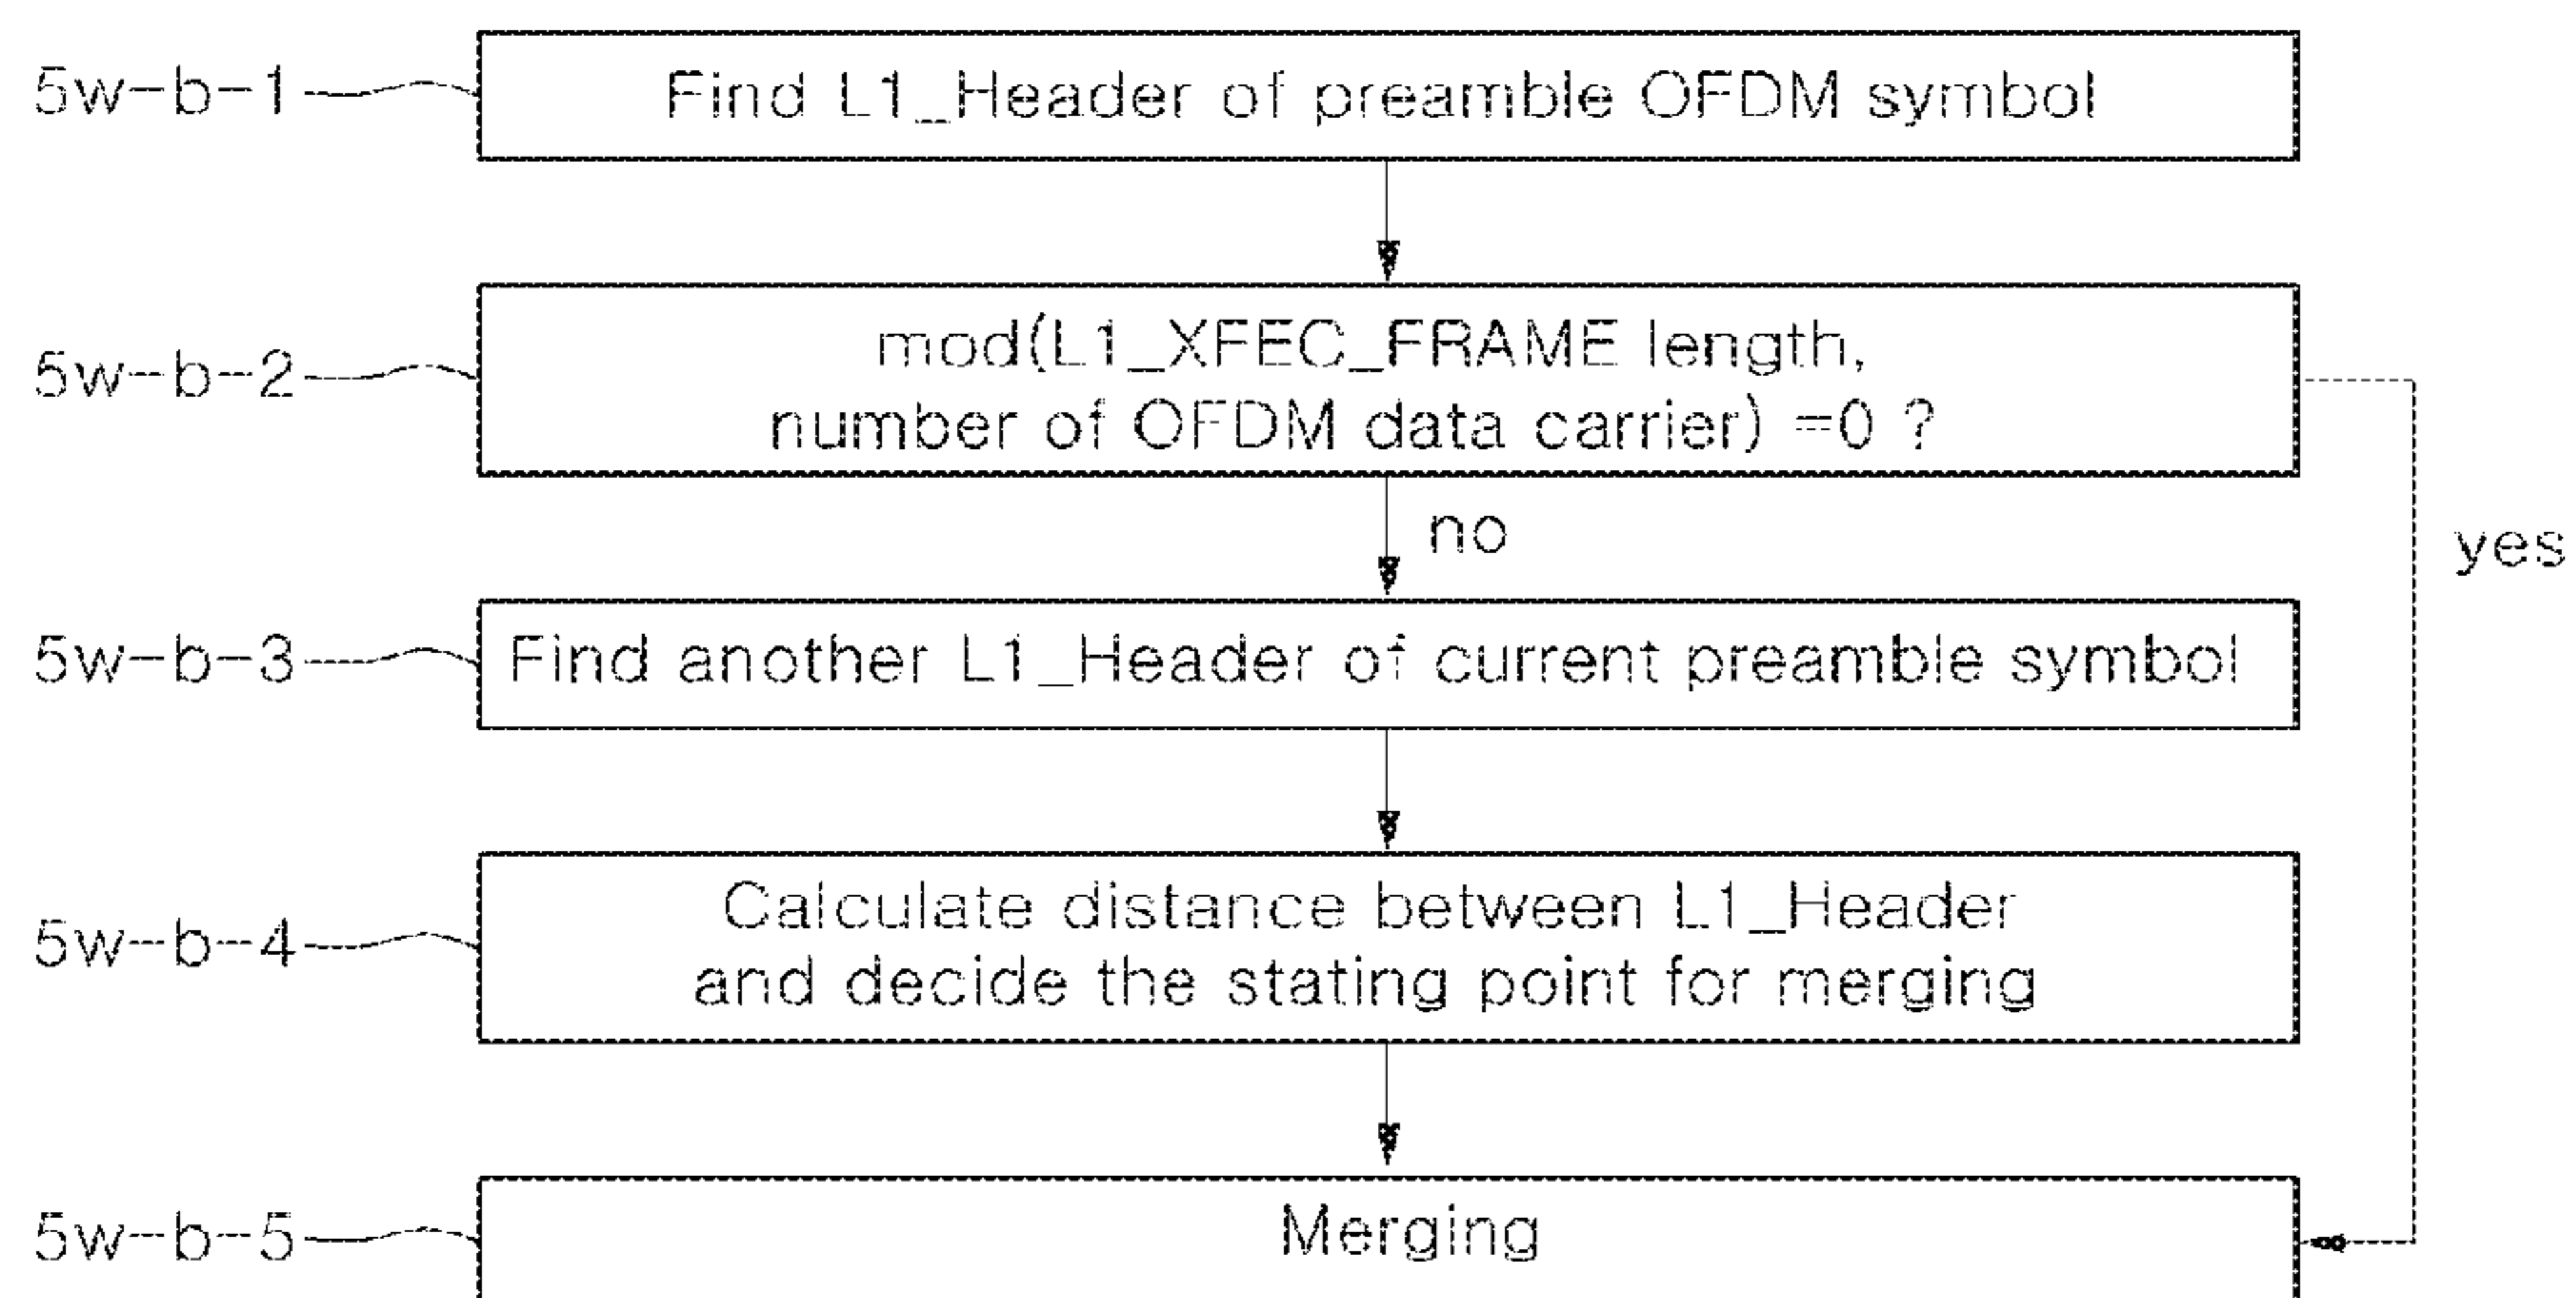 5w-b-1
Find L1_Header of preamble OFDM symbol
5w-b-2
mod(L1_XFEC_FRAME length,
number of OFDM data carrier) =0 ?
no
yes
5w-b-3
Find another L1_Header of current preamble symbol
5w-b-4
Calculate distance between L1_Header
and decide the stating point for merging
5w-b-5
Merging